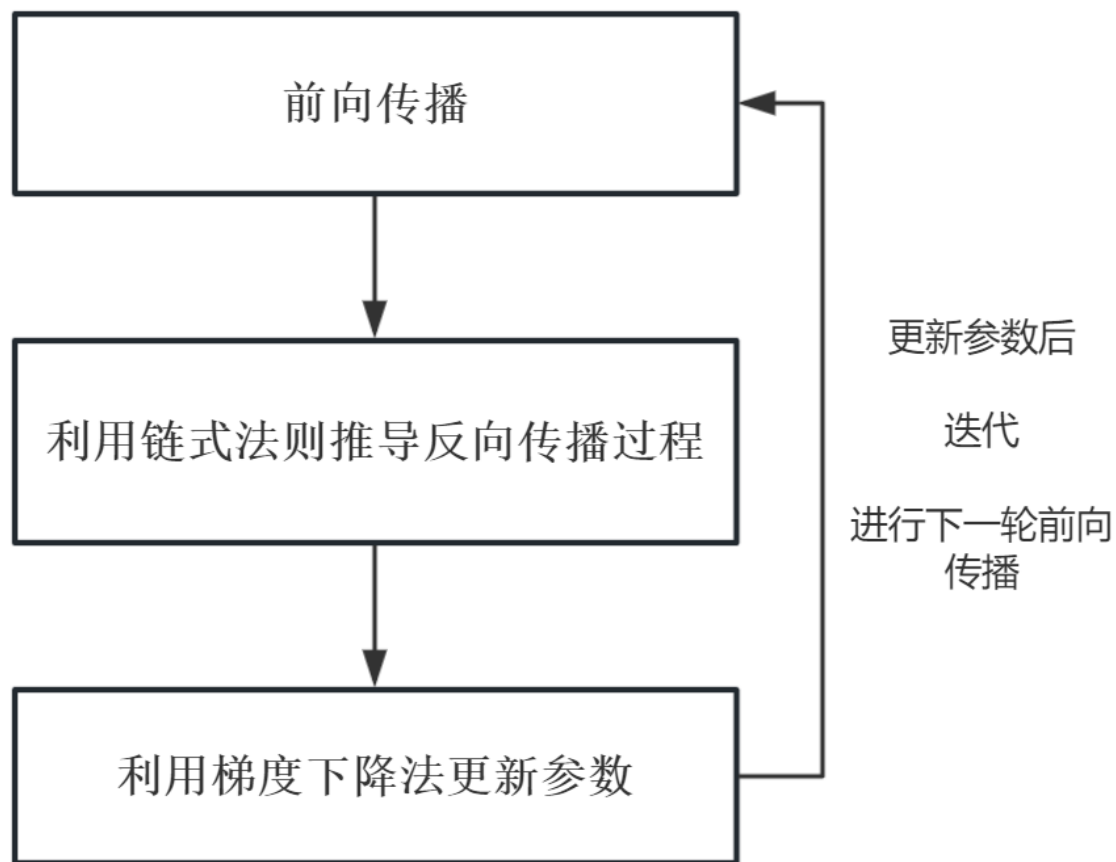 前向传播
利用链式法则推导反向传播过程
更新参数后
迭代
进行下一轮前向
传播
利用梯度下降法更新参数